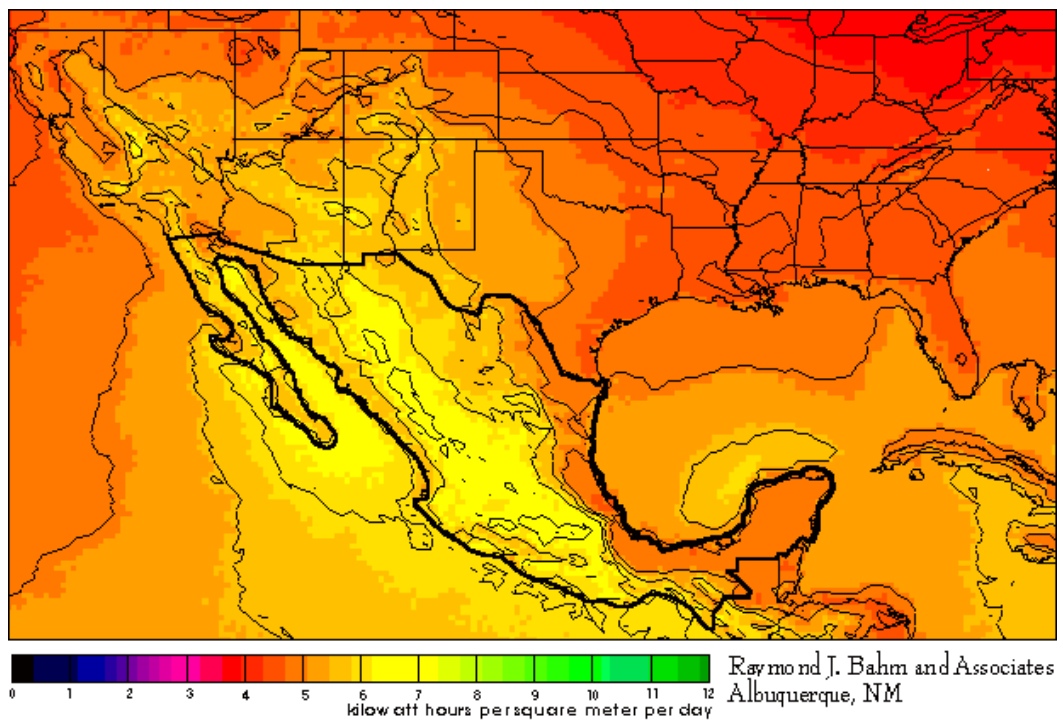 0 1 2 3 4 5 6 7 8 9 10 11 12
kilowatt hours per square meter per day
Raymond J. Bahm and Associates
Albuquerque, NM